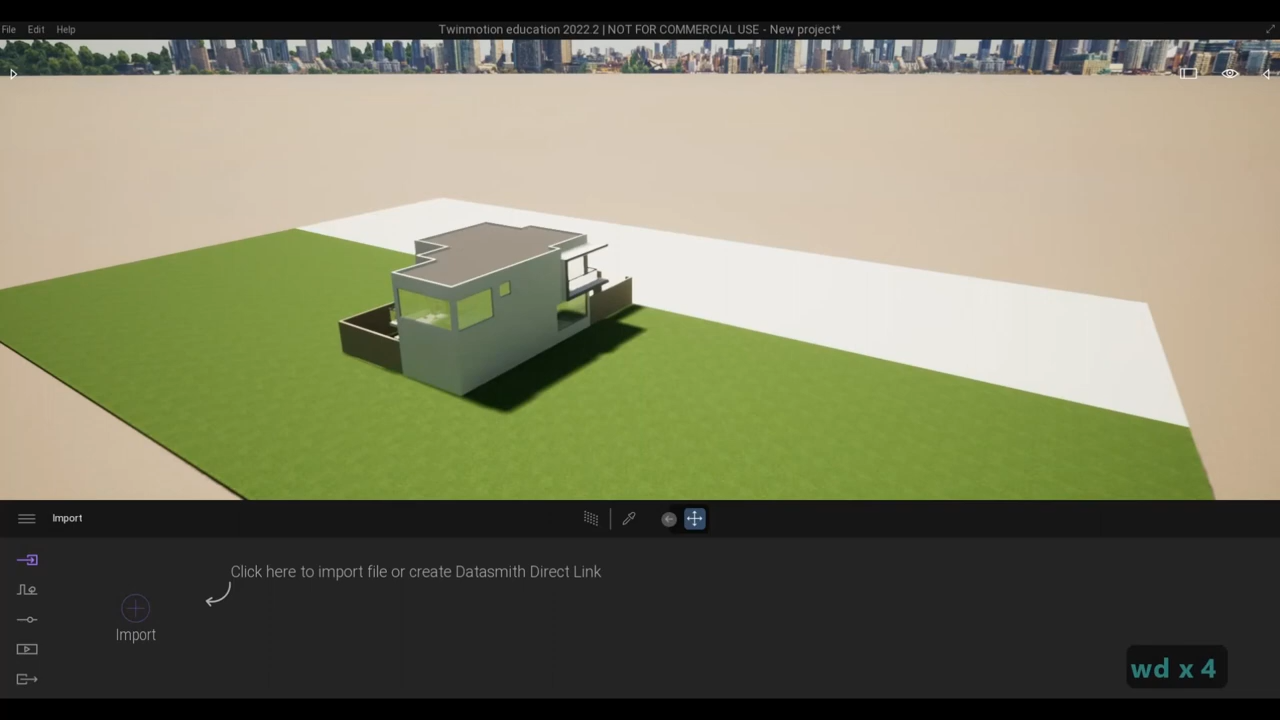 File Edit Help
Twinmotion education 2022.2 | NOT FOR COMMERCIAL USE - New project*
Import
Click here to import file or create Datasmith Direct Link
Import
wd x 4